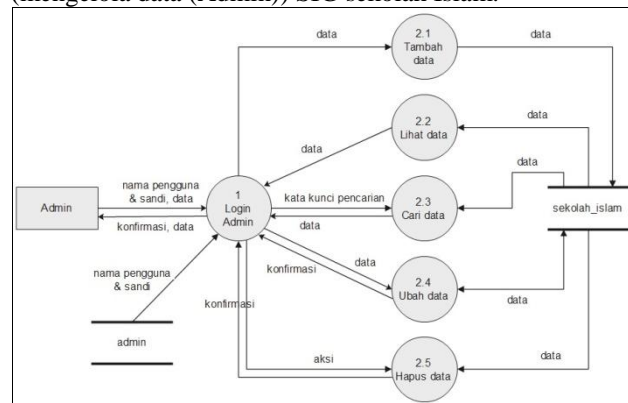 (mengelola data (Admin)) SIG sekolah Islam.
data
2.1
Tambah
data
data
2.2
Lihat data
data
data
data
Admin
nama pengguna
& sandi, data
konfirmasi, data
1
Login
Admin
kata kunci pencarian
data
2.3
Cari data
sekolah_islam
nama pengguna
& sandi
konfirmasi
konfirmasi
data
2.4
Ubah data
data
admin
aksi
2.5
Hapus data
data